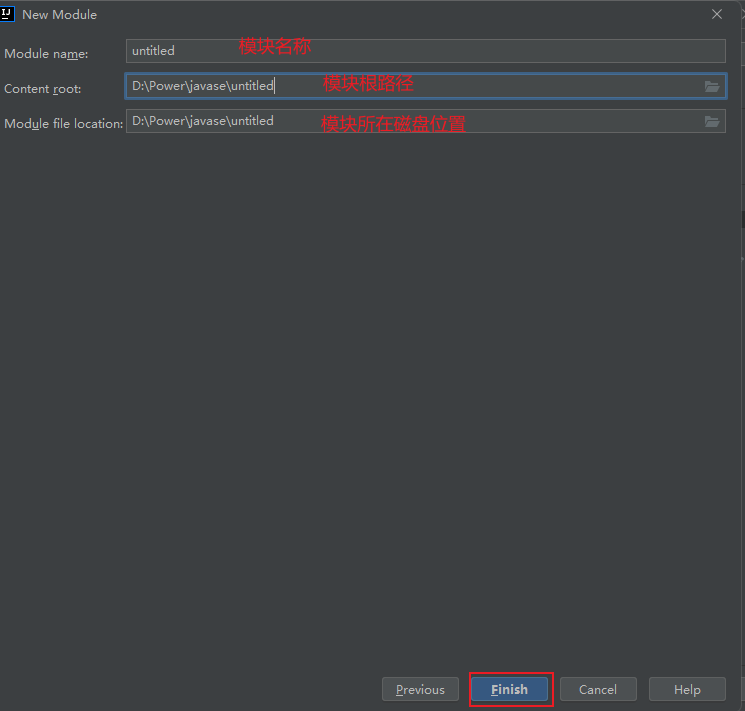 IJ New Module
Module name: untitled 模块名称
Content root: D:\Power\javase\untitled 模块根路径
Module file location: D:\Power\javase\untitled 模块所在磁盘位置
Previous Finish Cancel Help